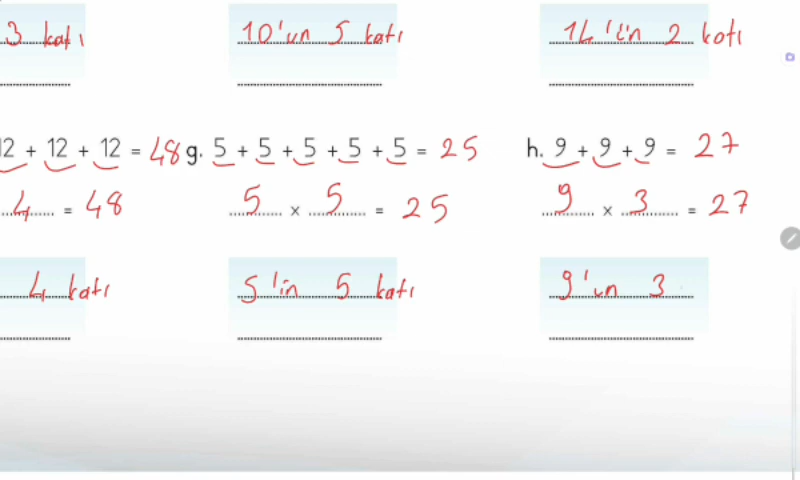 3 katı 10'un 5 katı 14'ün 2 katı
12 + 12 + 12 = 48 g. 5 + 5 + 5 + 5 + 5 = 25 h. 9 + 9 + 9 = 27
4 = 48 5 x 5 = 25 9 x 3 = 27
4 katı 5'in 5 katı 9'un 3